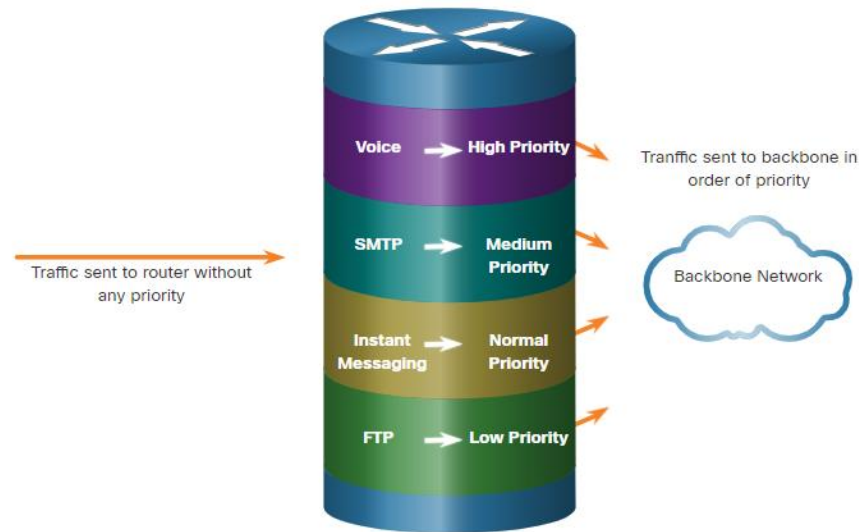 Voice
High Priority
SMTP
Medium
Priority
Instant
Messaging
Normal
Priority
FTP
Low Priority
Traffic sent to router without
any priority
Tranffic sent to backbone in
order of priority
Backbone Network